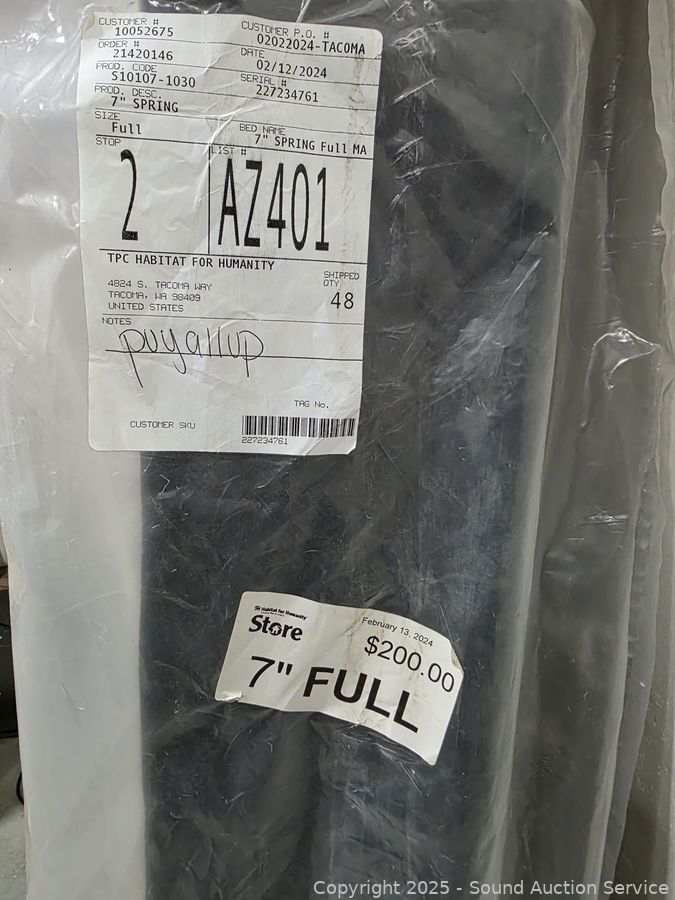 CUSTOMER # CUSTOMER P.O. #
10052675 02022024-TACOMA
ORDER # DATE
21420146 02/12/2024
PROD. CODE SERIAL #
S10107-1030 227234761
PROD. DESC.
7" SPRING
SIZE BED NAME
Full 7" SPRING Full MA
STOP LIST #
2 AZ401
TPC HABITAT FOR HUMANITY
4824 S. TACOMA WAY SHIPPED
TACOMA, WA 98409 QTY
UNITED STATES 48
NOTES
puyallup
TAG No.
CUSTOMER SKU
227234761
Habitat for Humanity
Store February 13, 2024
$200.00
7" FULL
Copyright 2025 - Sound Auction Service